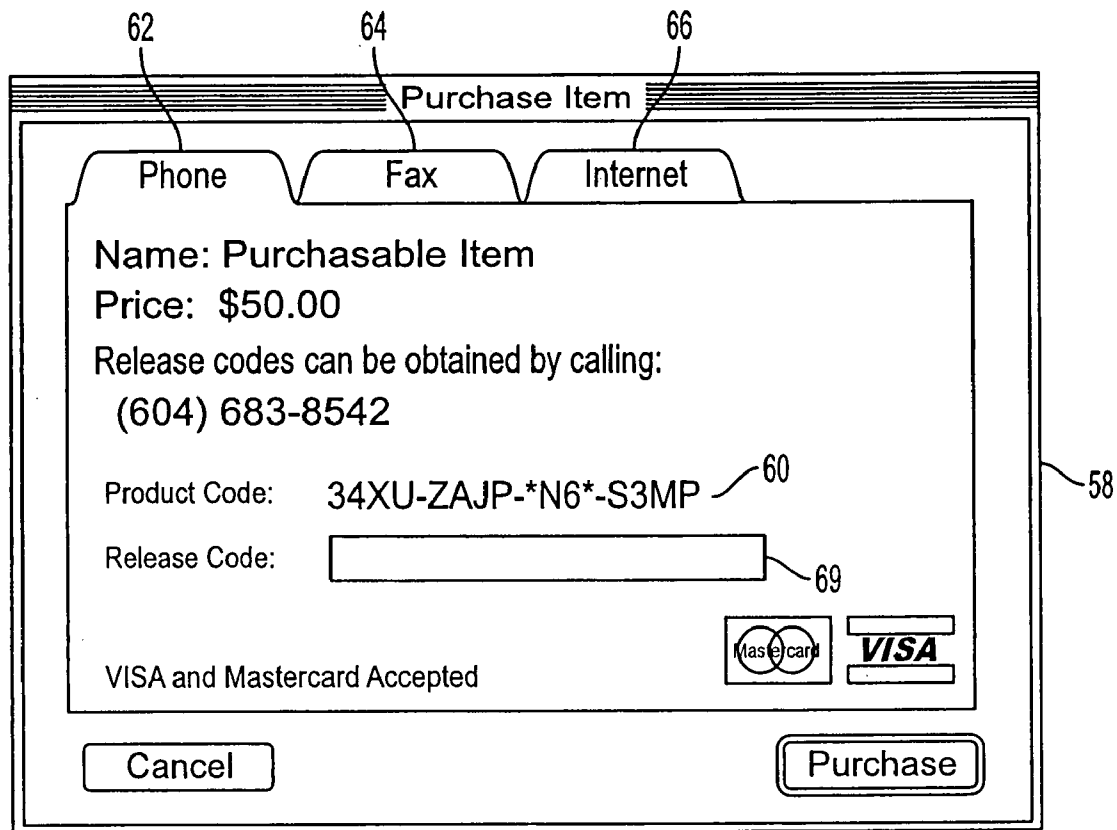 62 64 66
Purchase Item
Phone Fax Internet
Name: Purchasable Item
Price: $50.00
Release codes can be obtained by calling:
(604) 683-8542
Product Code: 34XU-ZAJP-*N6*-S3MP 60
58
Release Code:
69
Mastercard VISA
VISA and Mastercard Accepted
Cancel Purchase